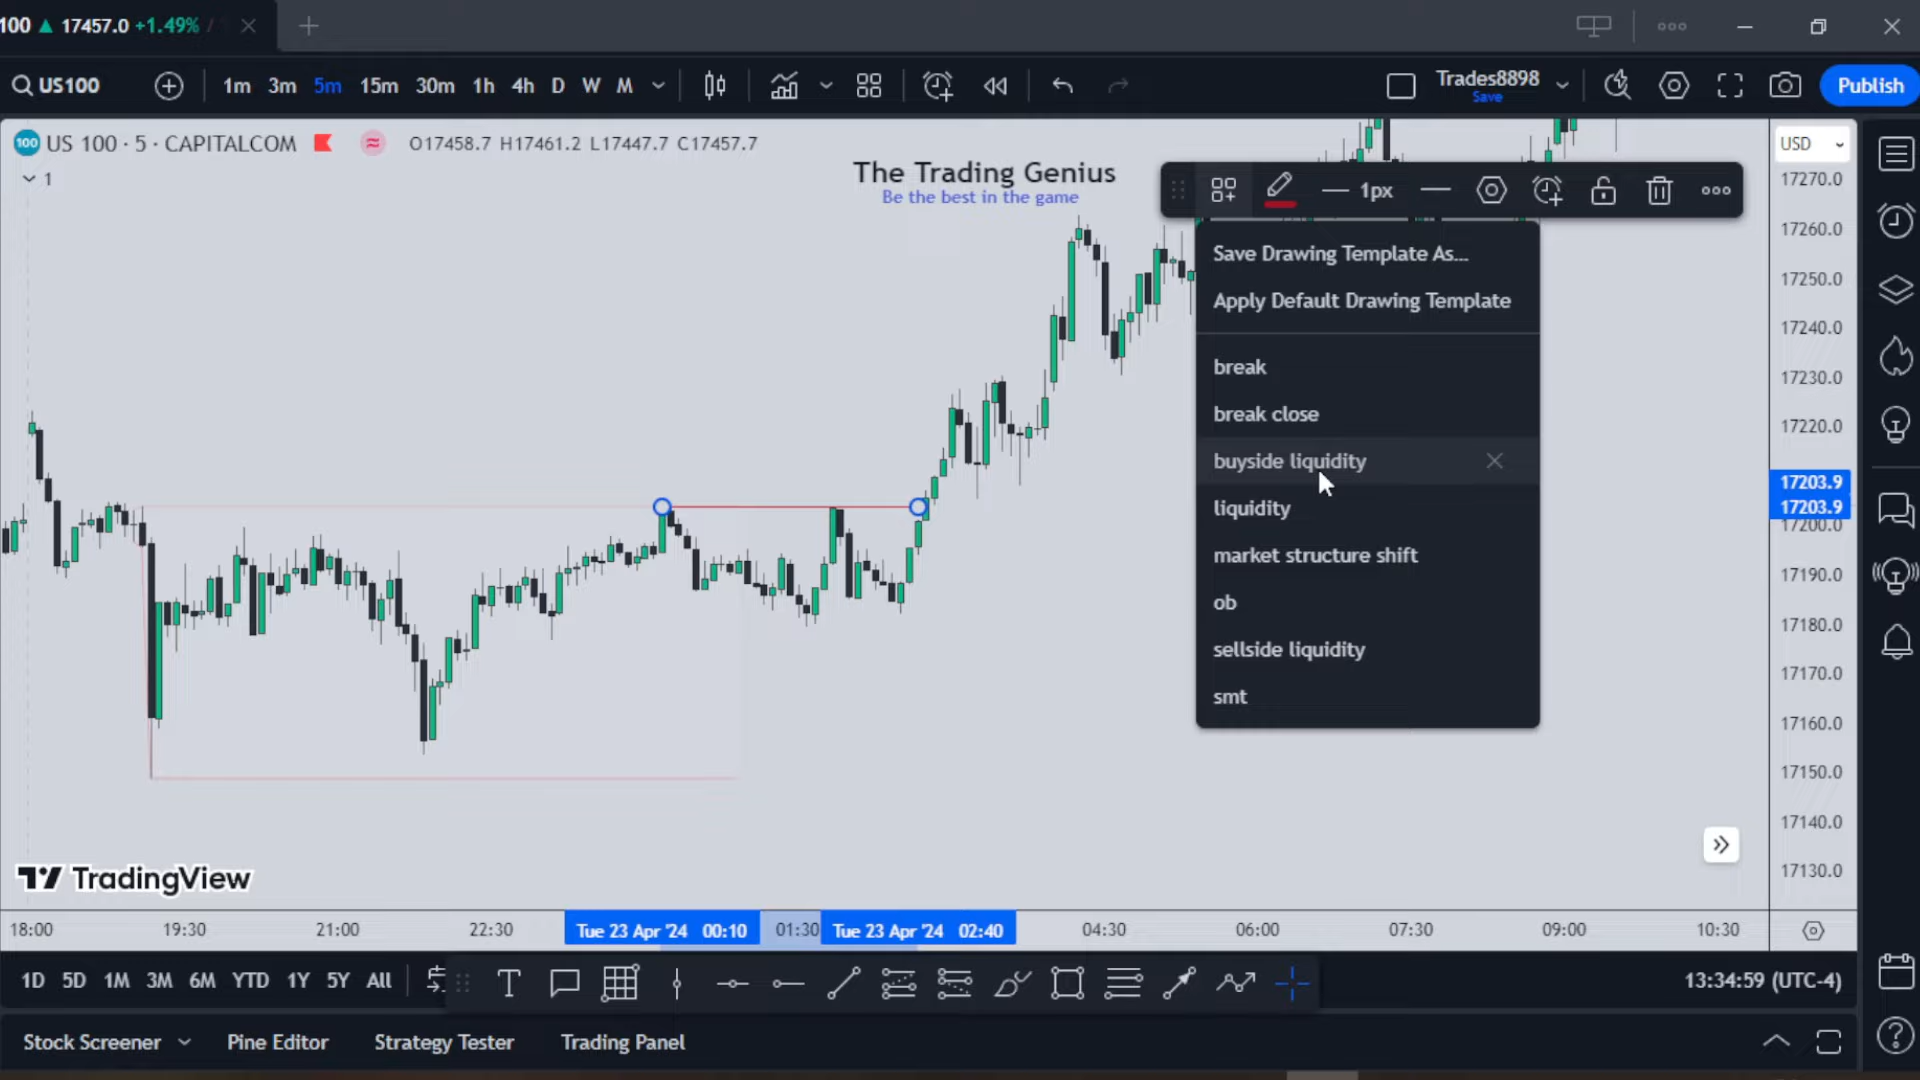 100 ▲ 17457.0 +1.49% /
US100
1m 3m 5m 15m 30m 1h 4h D W M
Trades8898
Save
Publish
100 US 100 · 5 · CAPITALCOM O17458.7 H17461.2 L17447.7 C17457.7
1
The Trading Genius
Be the best in the game
1px
USD
Save Drawing Template As...
Apply Default Drawing Template
break
break close
buyside liquidity
liquidity
market structure shift
ob
sellside liquidity
smt
17270.0
17260.0
17250.0
17240.0
17230.0
17220.0
17203.9
17203.9
17200.0
17190.0
17180.0
17170.0
17160.0
17150.0
17140.0
17130.0
TradingView
18:00 19:30 21:00 22:30 Tue 23 Apr '24 00:10 01:30 Tue 23 Apr '24 02:40 04:30 06:00 07:30 09:00 10:30
1D 5D 1M 3M 6M YTD 1Y 5Y All
13:34:59 (UTC-4)
Stock Screener Pine Editor Strategy Tester Trading Panel